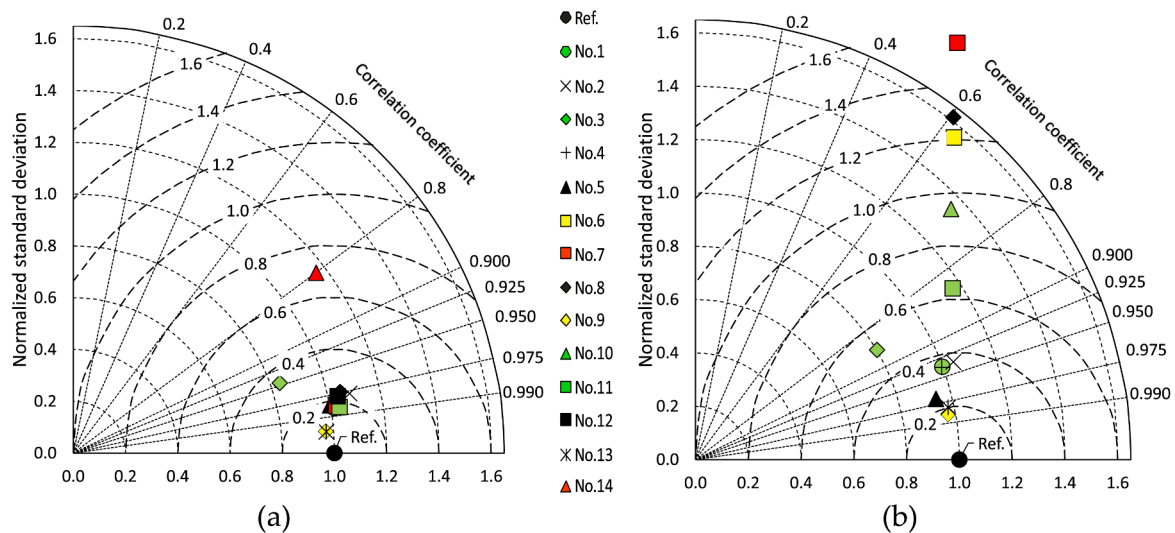 Normalized standard deviation
1.6
1.4
1.2
1.0
0.8
0.6
0.4
0.2
0.0
0.0 0.2 0.4 0.6 0.8 1.0 1.2 1.4 1.6
0.2
0.4
0.6
0.8
0.900
0.925
0.950
0.975
0.990
Correlation coefficient
1.6
1.4
1.2
1.0
0.8
0.6
0.4
0.2
Ref.
(a)
Ref.
No.1
No.2
No.3
No.4
No.5
No.6
No.7
No.8
No.9
No.10
No.11
No.12
No.13
No.14
Normalized standard deviation
1.6
1.4
1.2
1.0
0.8
0.6
0.4
0.2
0.0
0.0 0.2 0.4 0.6 0.8 1.0 1.2 1.4 1.6
0.2
0.4
0.6
0.8
0.900
0.925
0.950
0.975
0.990
Correlation coefficient
1.6
1.4
1.2
1.0
0.8
0.6
0.4
0.2
Ref.
(b)